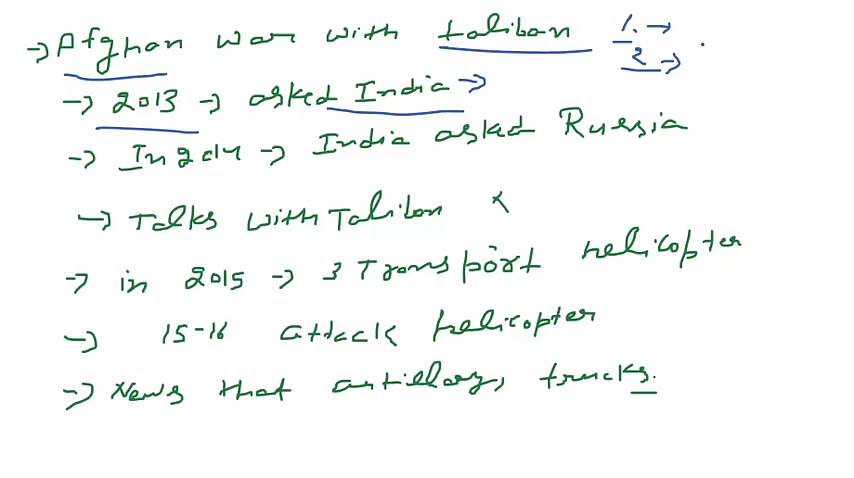 → Afghan war with taliban 1. →
2 →
→ 2013 → asked India →
→ In 2014 → India asked Russia
→ Talks with Taliban ×
→ in 2015 → 3 Transport helicopter
→ 15-16 attack helicopter
→ News that artillary, trucks.